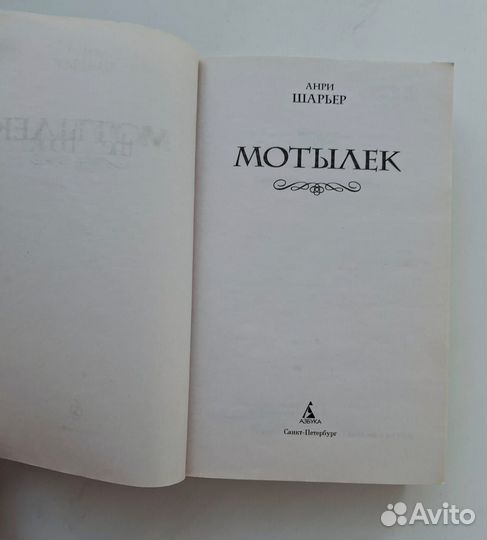 АНРИ
ШАРЬЕР
МОТЫЛЕК
АЗБУКА
Санкт-Петербург
Avito